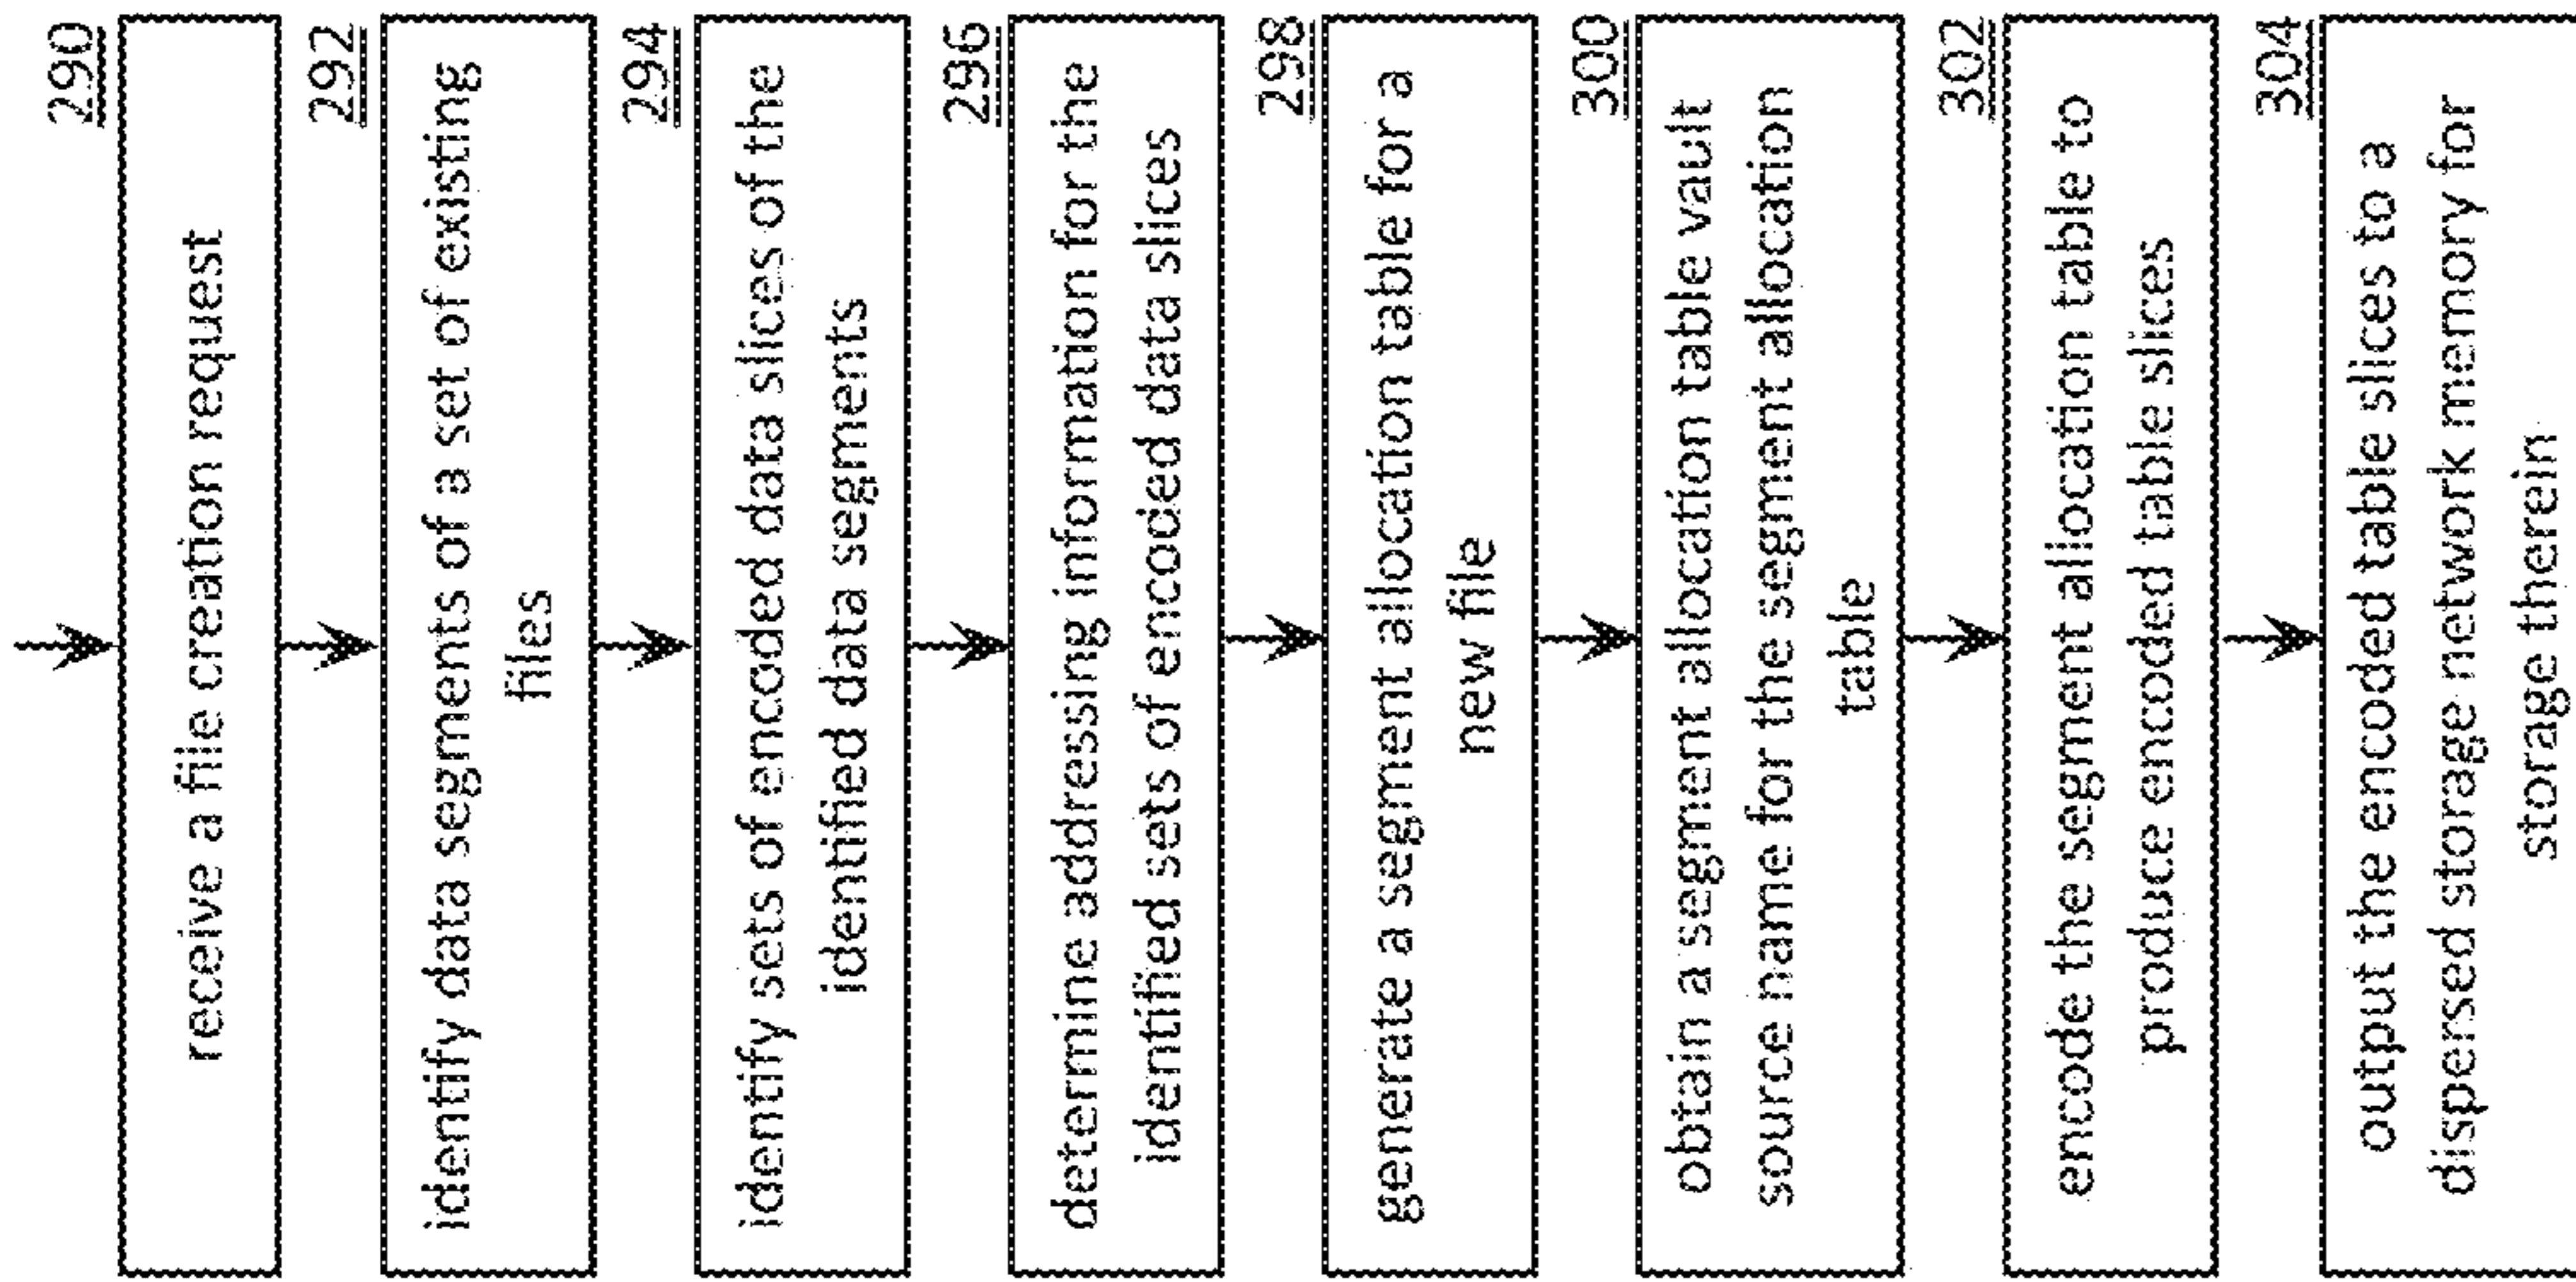 290
receive a file creation request
292
identify data segments of a set of existing
files
294
identify sets of encoded data slices of the
identified data segments
296
determine addressing information for the
identified sets of encoded data slices
298
generate a segment allocation table for a
new file
300
obtain a segment allocation table vault
source name for the segment allocation
table
302
encode the segment allocation table to
produce encoded table slices
304
output the encoded table slices to a
dispersed storage network memory for
storage therein